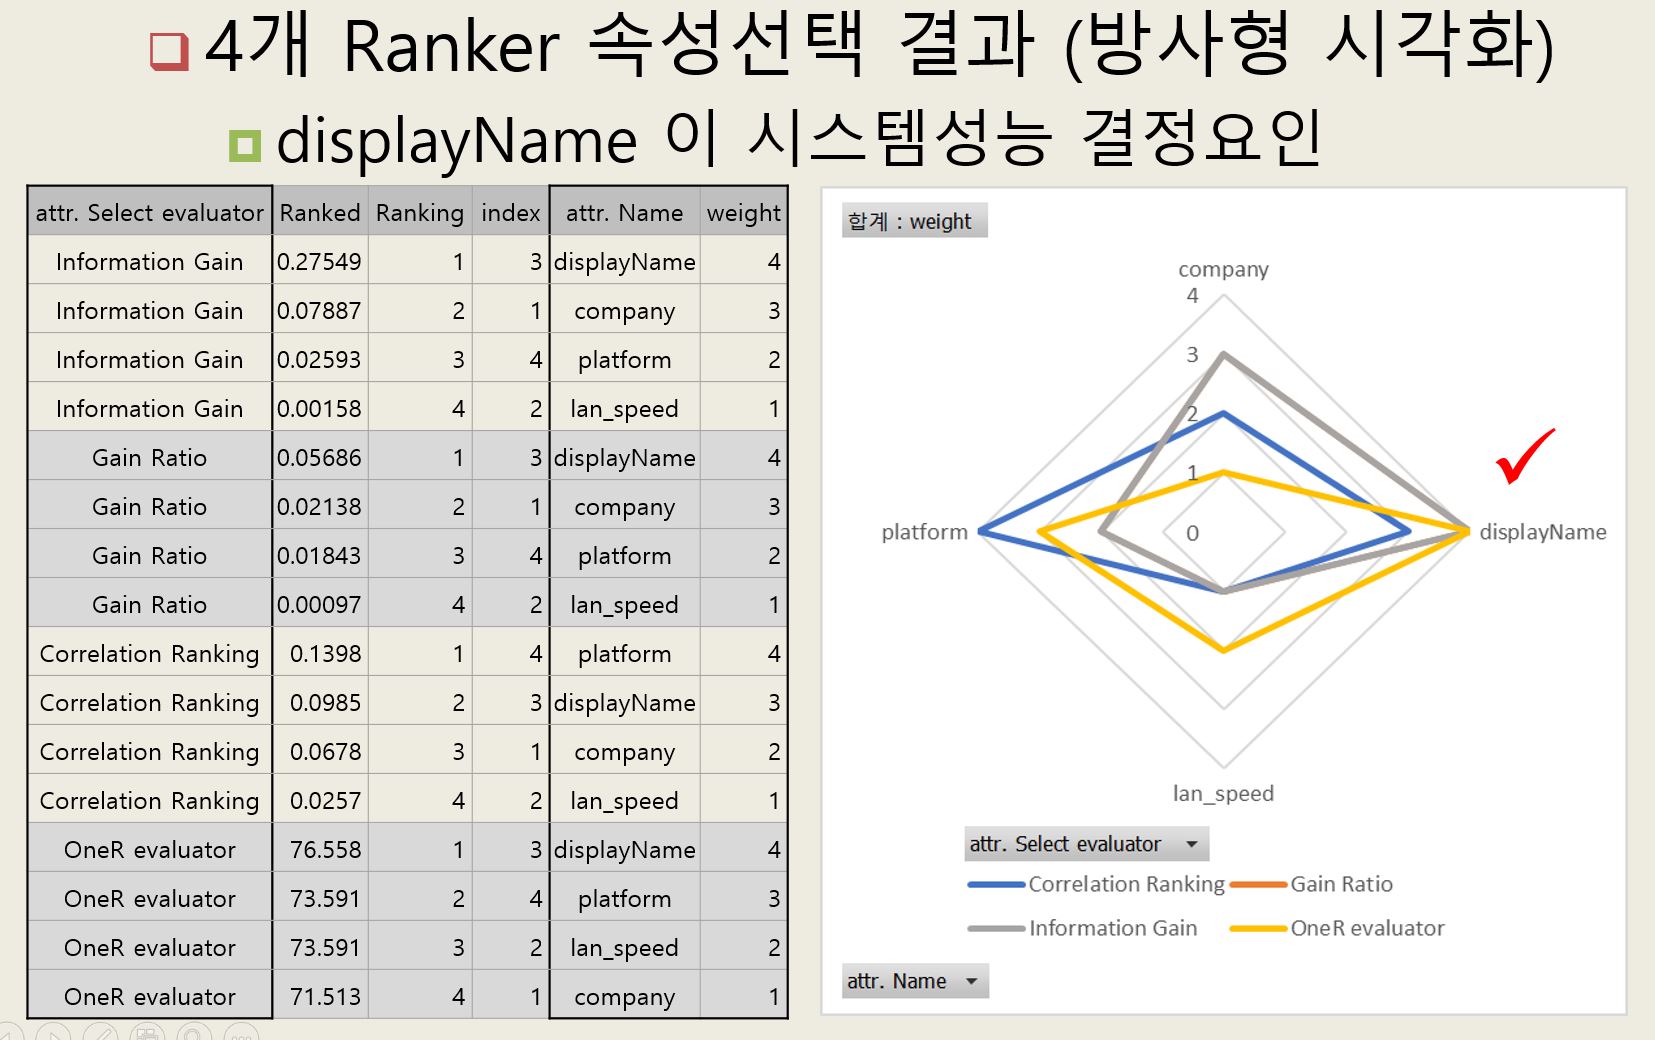 4개 Ranker 속성선택 결과 (방사형 시각화)
displayName 이 시스템성능 결정요인
attr. Select evaluator Ranked Ranking index attr. Name weight
Information Gain 0.27549 1 3 displayName 4
Information Gain 0.07887 2 1 company 3
Information Gain 0.02593 3 4 platform 2
Information Gain 0.00158 4 2 lan_speed 1
Gain Ratio 0.05686 1 3 displayName 4
Gain Ratio 0.02138 2 1 company 3
Gain Ratio 0.01843 3 4 platform 2
Gain Ratio 0.00097 4 2 lan_speed 1
Correlation Ranking 0.1398 1 4 platform 4
Correlation Ranking 0.0985 2 3 displayName 3
Correlation Ranking 0.0678 3 1 company 2
Correlation Ranking 0.0257 4 2 lan_speed 1
OneR evaluator 76.558 1 3 displayName 4
OneR evaluator 73.591 2 4 platform 3
OneR evaluator 73.591 3 2 lan_speed 2
OneR evaluator 71.513 4 1 company 1
합계 : weight
company
4
3
2
1
platform 0 displayName
lan_speed
attr. Select evaluator
Correlation Ranking Gain Ratio
Information Gain OneR evaluator
attr. Name